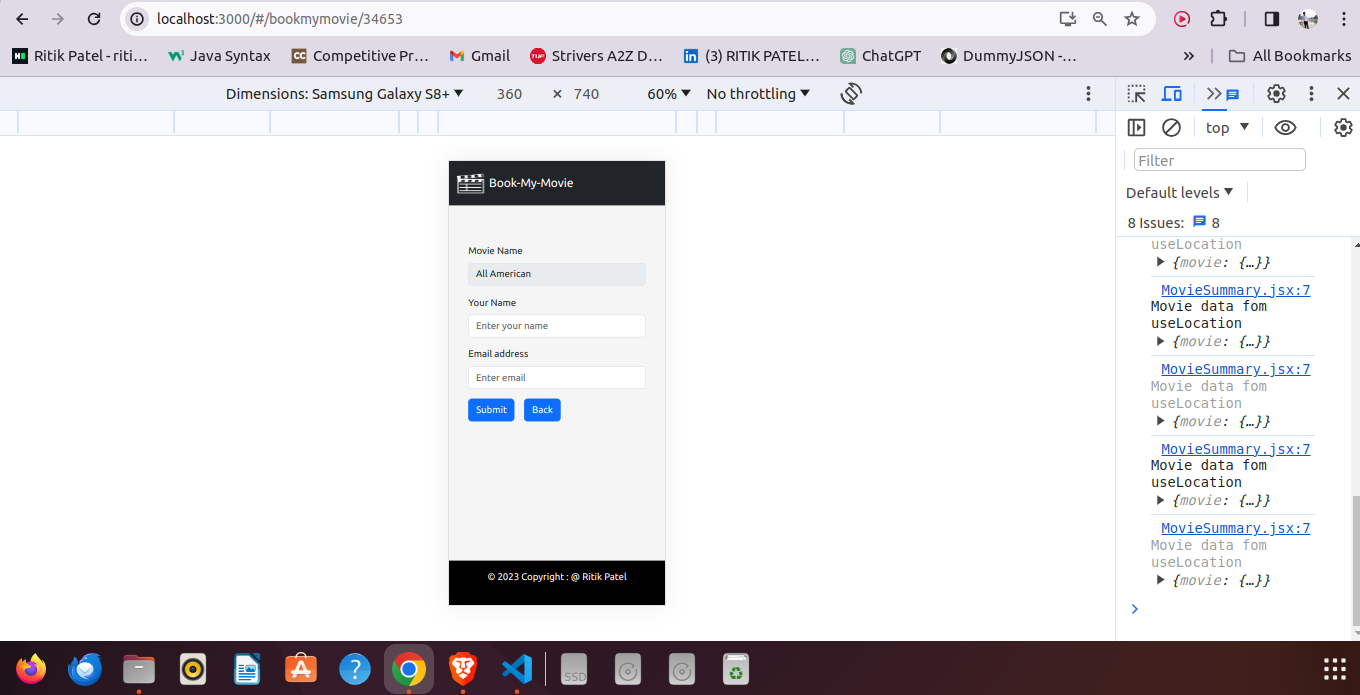 localhost:3000/#/bookmymovie/34653
Ritik Patel - riti…
Java Syntax
CC Competitive Pr…
Gmail
Strivers A2Z D…
(3) RITIK PATEL…
ChatGPT
DummyJSON -…
»
All Bookmarks
Dimensions: Samsung Galaxy S8+
360 × 740
60%
No throttling
top
Filter
Default levels
8 Issues: 8
Book-My-Movie
Movie Name
All American
Your Name
Enter your name
Email address
Enter email
Submit Back
© 2023 Copyright : @ Ritik Patel
useLocation
{movie: {…}}
MovieSummary.jsx:7
Movie data fom
useLocation
{movie: {…}}
MovieSummary.jsx:7
Movie data fom
useLocation
{movie: {…}}
MovieSummary.jsx:7
Movie data fom
useLocation
{movie: {…}}
MovieSummary.jsx:7
Movie data fom
useLocation
{movie: {…}}
SSD